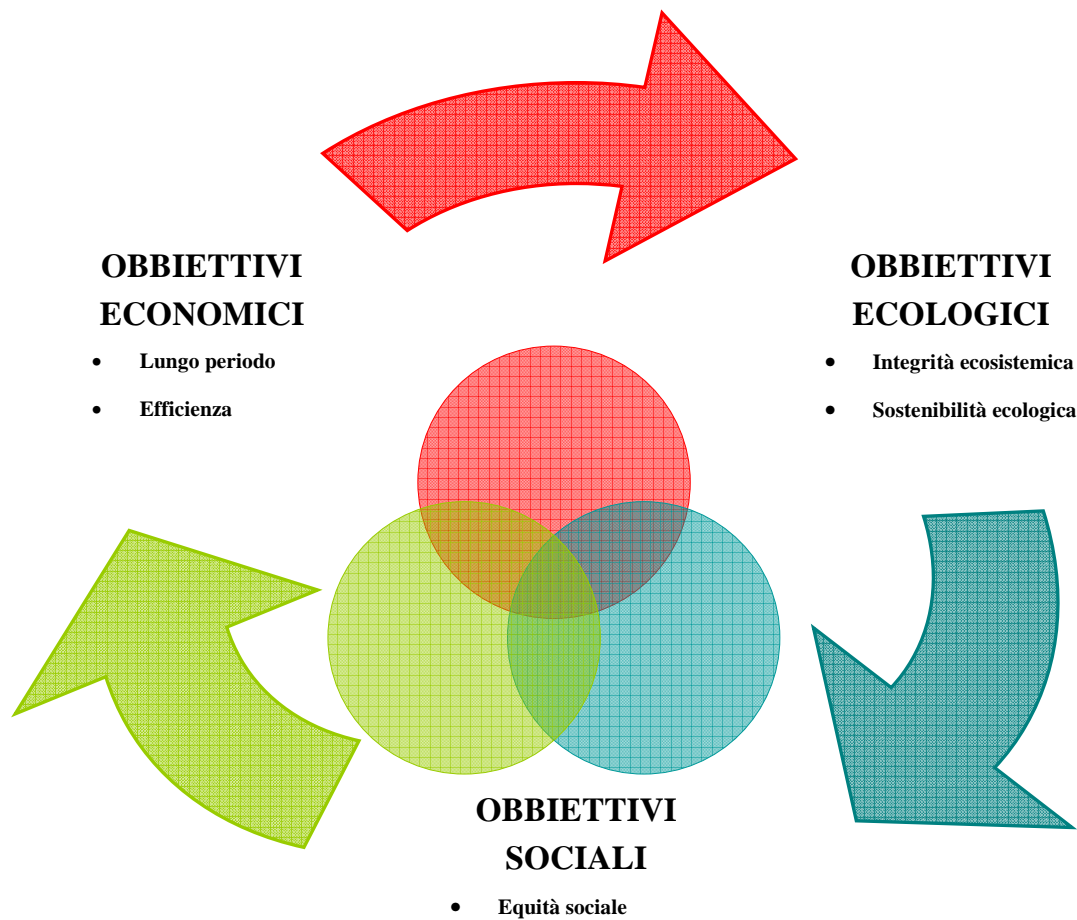 OBBIETTIVI
ECONOMICI
• Lungo periodo
• Efficienza
OBBIETTIVI
ECOLOGICI
• Integrità ecosistemica
• Sostenibilità ecologica
OBBIETTIVI
SOCIALI
• Equità sociale